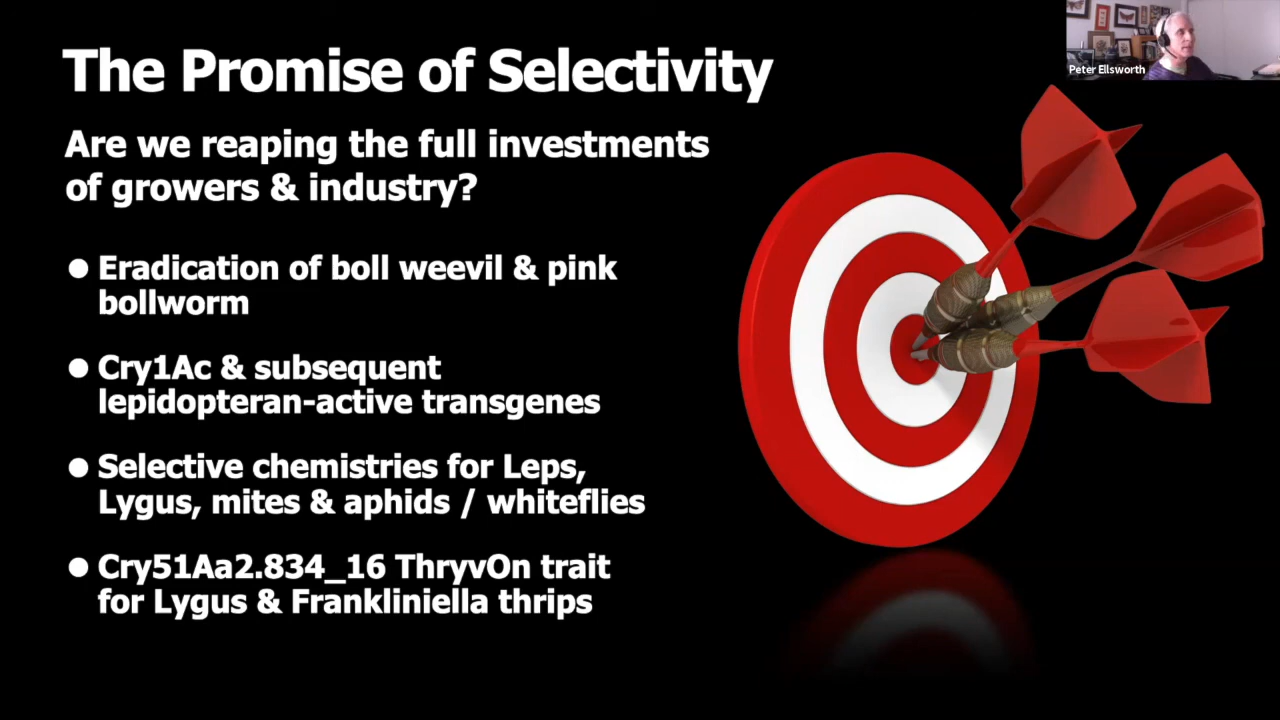 The Promise of Selectivity
Peter Ellsworth
Are we reaping the full investments
of growers & industry?
● Eradication of boll weevil & pink
bollworm
● Cry1Ac & subsequent
lepidopteran-active transgenes
● Selective chemistries for Leps,
Lygus, mites & aphids / whiteflies
● Cry51Aa2.834_16 ThryvOn trait
for Lygus & Frankliniella thrips